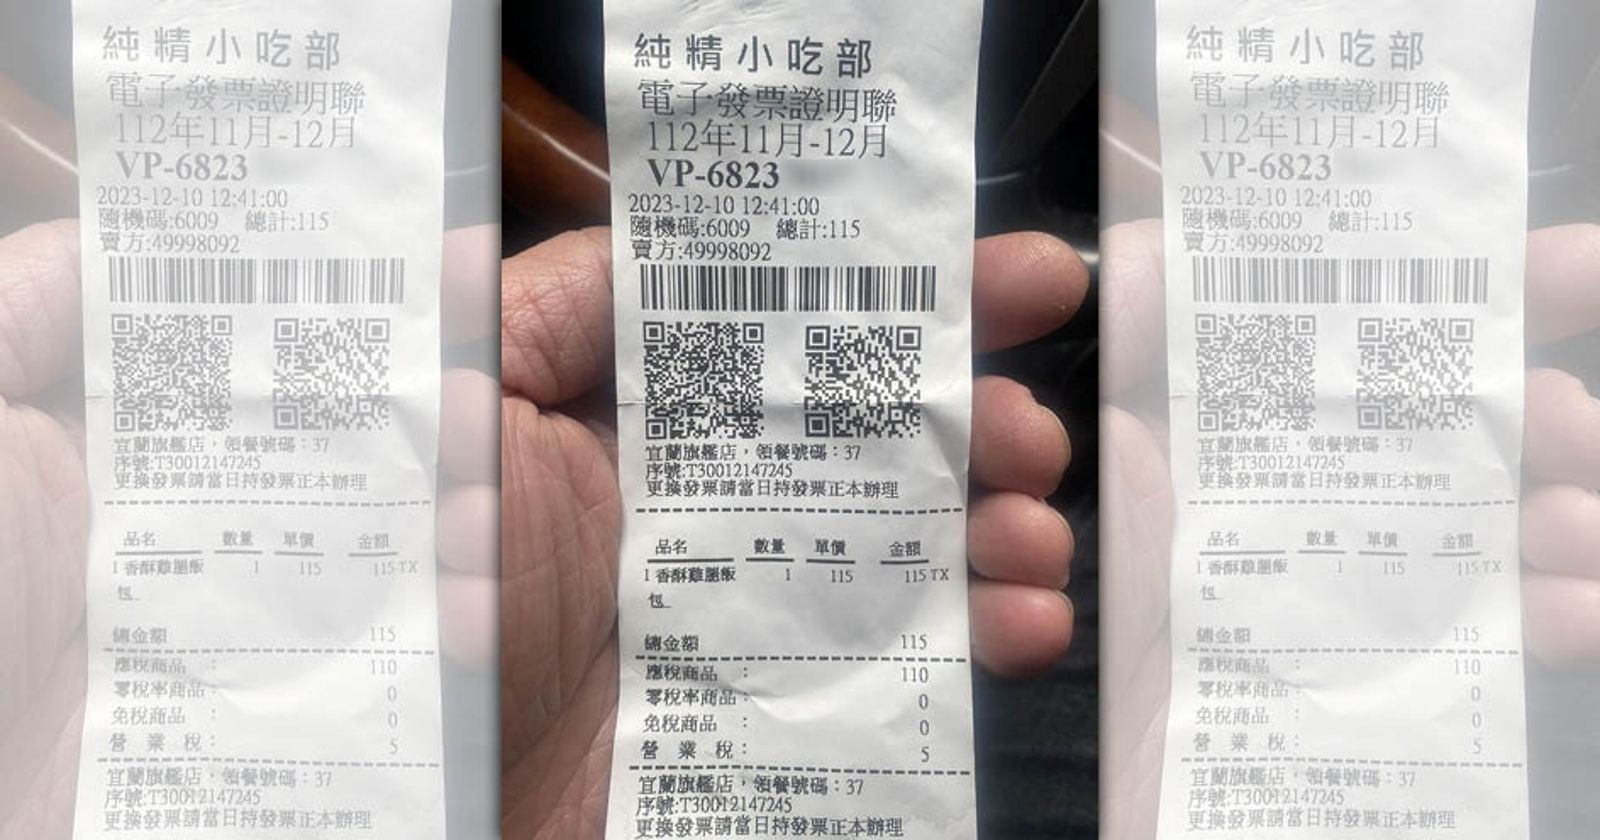 純精小吃部
電子發票證明聯
112年11月-12月
VP-6823
2023-12-10 12:41:00
隨機碼:6009 總計:115
賣方:49998092
宜蘭旗艦店，領餐號碼：37
序號:T30012147245
更換發票請當日持發票正本辦理
品名 數量 單價 金額
1 香酥雞腿飯 1 115 115 TX
包_
總金額 115
應稅商品 : 110
零稅率商品: 0
免稅商品 : 0
營 業 稅: 5
宜蘭旗艦店，領餐號碼：37
序號:T30012147245
更換發票請當日持發票正本辦理